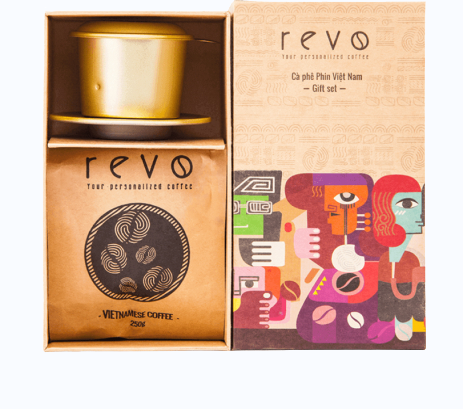 revo
Your personalized coffee
- VIETNAMESE COFFEE -
250g
revo
Your personalized coffee
Cà phê Phin Việt Nam
– Gift set –